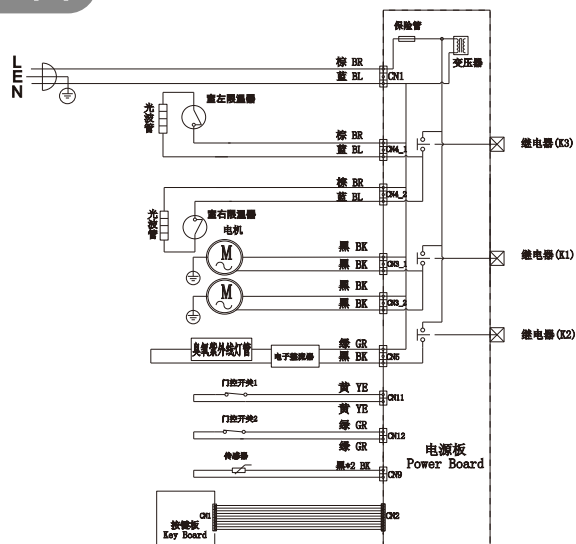 保险管
变压器
L
E
N
棕 BR
蓝 BL
CN1
光波管
室左限温器
棕 BR
蓝 BL
CN4_1
继电器(K3)
棕 BR
蓝 BL
CN4_2
光波管
室右限温器
电机
M
黑 BK
黑 BK
CN3_1
继电器(K1)
M
黑 BK
黑 BK
CN3_2
继电器(K2)
臭氧紫外线灯管
电子镇流器
绿 GR
黑 BK
CN5
门控开关1
黄 YE
黄 YE
CN11
门控开关2
绿 GR
绿 GR
CN12
传感器
黑*2 BK
CN9
电源板
Power Board
按键板
Key Board
CN1
CN2